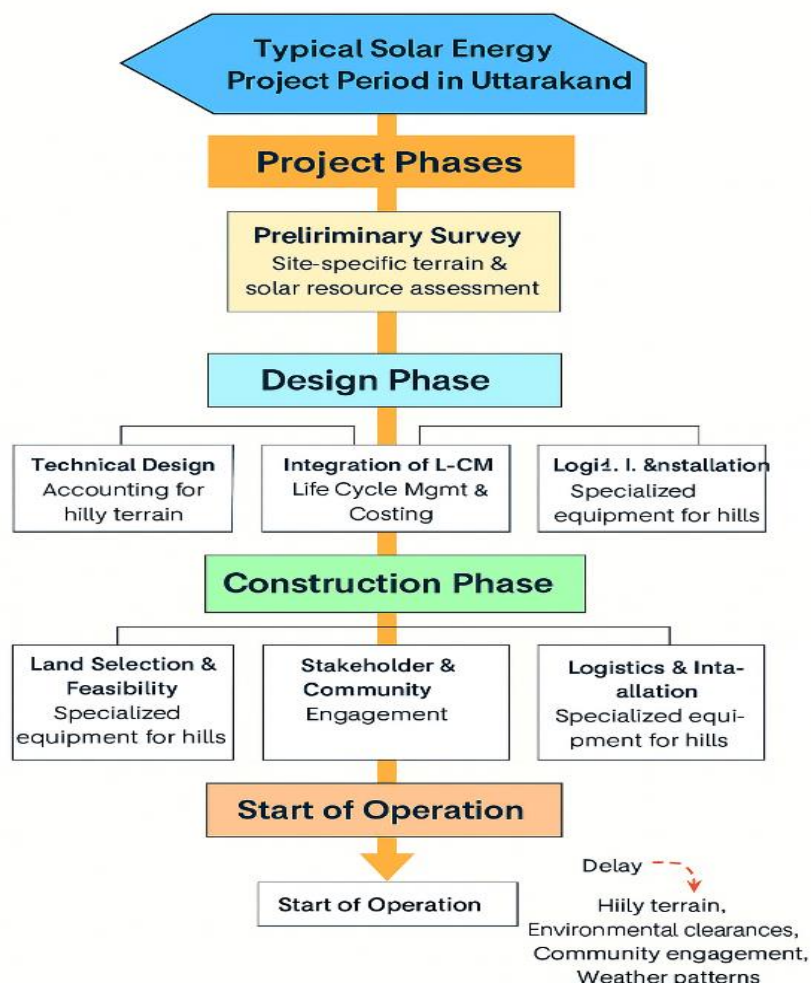 Typical Solar Energy
Project Period in Uttarakand
Project Phases
Preliriminary Survey
Site-specific terrain &
solar resource assessment
Design Phase
Technical Design
Accounting for
hilly terrain
Integration of L-CM
Life Cycle Mgmt &
Costing
Logi1. I. &nstallation
Specialized
equipment for hills
Construction Phase
Land Selection &
Feasibility
Specialized
equipment for hills
Stakeholder &
Community
Engagement
Logistics & Inta-
allation
Specialized equi-
pment for hills
Start of Operation
Start of Operation
Delay
Hiily terrain,
Environmental clearances,
Community engagement,
Weather patterns